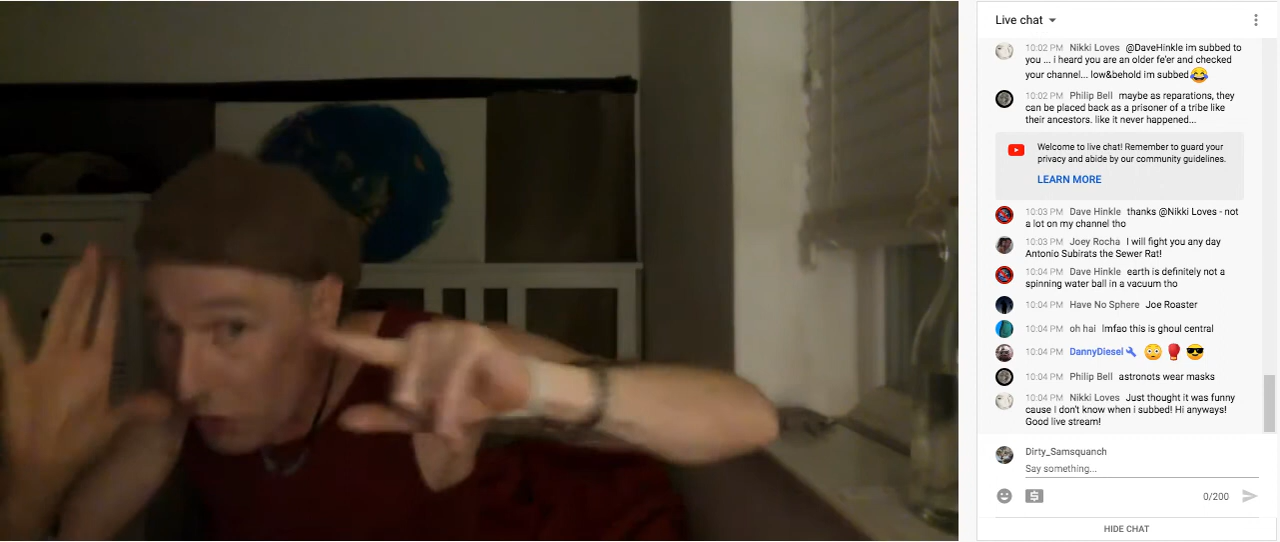 Live chat
10:02 PM Nikki Loves @DaveHinkle im subbed to
you ... i heard you are an older fe'er and checked
your channel... low&behold im subbed😂
10:02 PM Philip Bell maybe as reparations, they
can be placed back as a prisoner of a tribe like
their ancestors. like it never happened...
Welcome to live chat! Remember to guard your
privacy and abide by our community guidelines.
LEARN MORE
10:03 PM Dave Hinkle thanks @Nikki Loves - not
a lot on my channel tho
10:03 PM Joey Rocha I will fight you any day
Antonio Subirats the Sewer Rat!
10:04 PM Dave Hinkle earth is definitely not a
spinning water ball in a vacuum tho
10:04 PM Have No Sphere Joe Roaster
10:04 PM oh hai lmfao this is ghoul central
10:04 PM DannyDiesel 😳🥊😎
10:04 PM Philip Bell astronots wear masks
10:04 PM Nikki Loves Just thought it was funny
cause I don't know when i subbed! Hi anyways!
Good live stream!
Dirty_Samsquanch
Say something...
0/200
HIDE CHAT